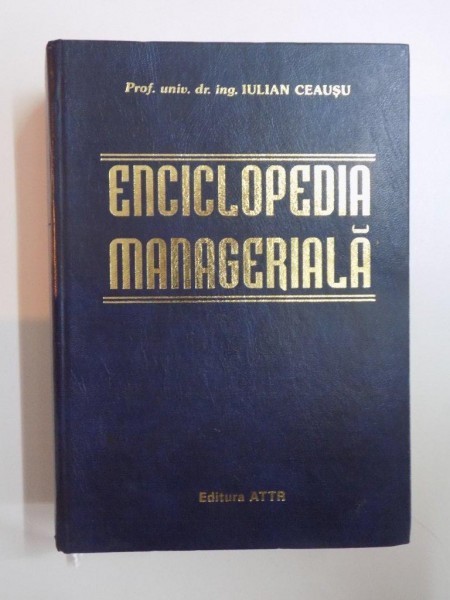 Prof. univ. dr. ing. IULIAN CEAUȘU
ENCICLOPEDIA
MANAGERIALĂ
Editura ATTR